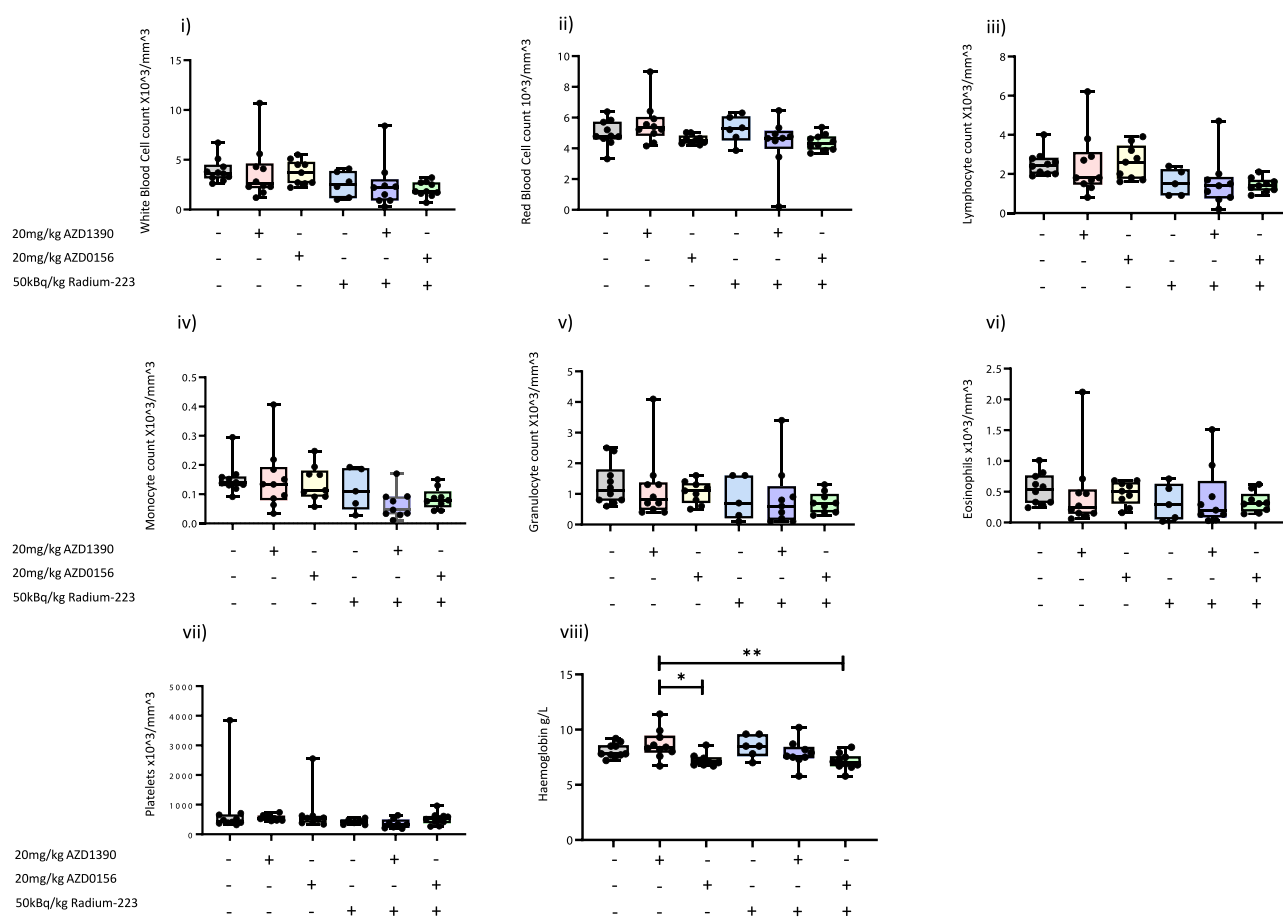 i)
White Blood Cell count X10^3/mm^3
15
10
5
0
ii)
Red Blood Cell count 10^3/mm^3
10
8
6
4
2
0
iii)
Lymphocyte count X10^3/mm^3
8
6
4
2
0
20mg/kg AZD1390 - + - - + - - + - - + - - + - - + -
20mg/kg AZD0156 - - + - - + - - + - - + - - + - - +
50kBq/kg Radium-223 - - - + + + - - - + + + - - - + + +
iv)
Monocyte count X10^3/mm^3
0.5
0.4
0.3
0.2
0.1
0.0
v)
Granulocyte count X10^3/mm^3
5
4
3
2
1
0
vi)
Eosinophils x10^3/mm^3
2.5
2.0
1.5
1.0
0.5
0.0
20mg/kg AZD1390 - + - - + - - + - - + - - + - - + -
20mg/kg AZD0156 - - + - - + - - + - - + - - + - - +
50kBq/kg Radium-223 - - - + + + - - - + + + - - - + + +
vii)
Platelets x10^3/mm^3
5000
4000
3000
2000
1000
0
viii)
Haemoglobin g/L
15
10
5
0
**
*
20mg/kg AZD1390 - + - - + - - + - - + -
20mg/kg AZD0156 - - + - - + - - + - - +
50kBq/kg Radium-223 - - - + + + - - - + + +